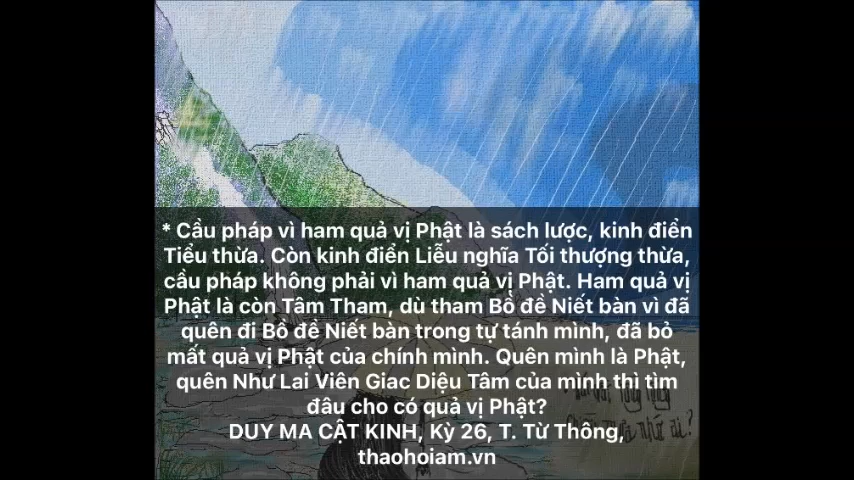 * Cầu pháp vì ham quả vị Phật là sách lược, kinh điển
Tiểu thừa. Còn kinh điển Liễu nghĩa Tối thượng thừa,
cầu pháp không phải vì ham quả vị Phật. Ham quả vị
Phật là còn Tâm Tham, dù tham Bồ đề Niết bàn vì đã
quên đi Bồ đề Niết bàn trong tự tánh mình, đã bỏ
mất quả vị Phật của chính mình. Quên mình là Phật,
quên Như Lai Viên Giac Diệu Tâm của mình thì tìm
đâu cho có quả vị Phật?
DUY MA CẬT KINH, Kỳ 26, T. Từ Thông,
thaohoiam.vn